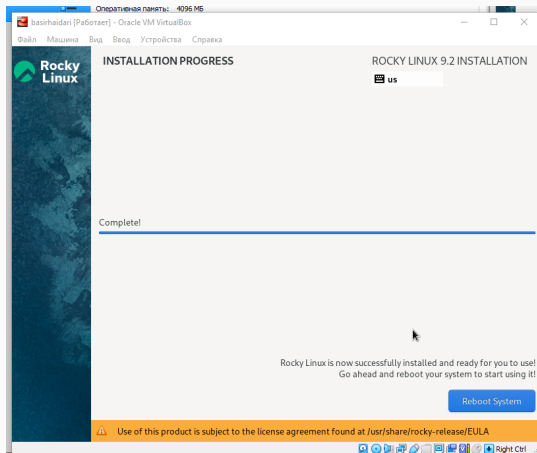 Оперативная память: 4096 МБ
basirhaidari [Работает] - Oracle VM VirtualBox
Файл Машина Вид Ввод Устройства Справка
Rocky
Linux
INSTALLATION PROGRESS
ROCKY LINUX 9.2 INSTALLATION
us
Complete!
Rocky Linux is now successfully installed and ready for you to use!
Go ahead and reboot your system to start using it!
Reboot System
Use of this product is subject to the license agreement found at /usr/share/rocky-release/EULA
Right Ctrl